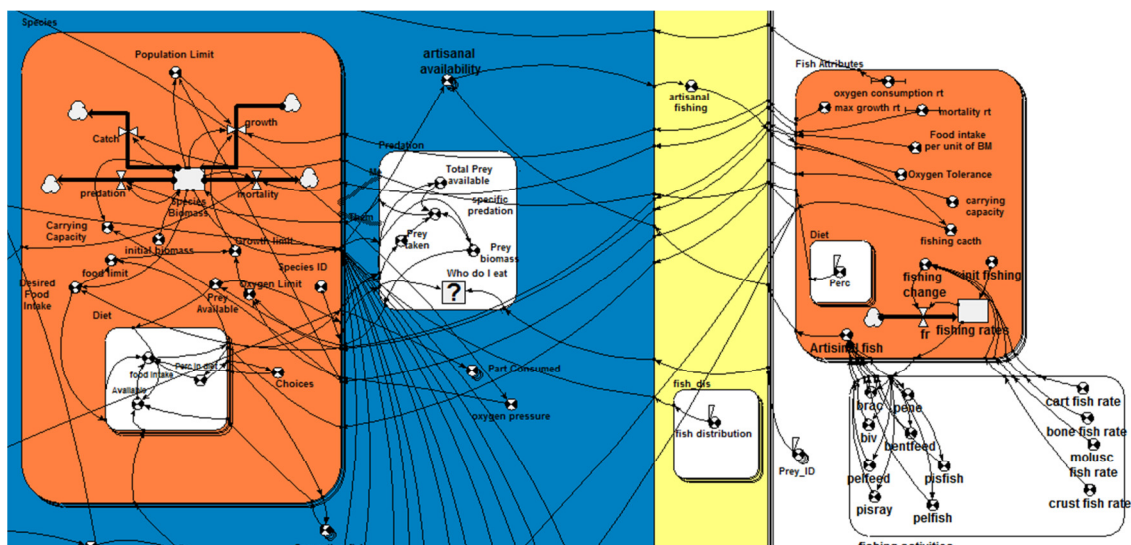 Species
Population Limit
Catch
growth
predation
Species
Biomass
mortality
Carrying
Capacity
initial biomass
Growth limit
food limit
Species ID
Desired
Food
Intake
Prey
Available
Oxygen Limit
Diet
food intake
Perc in diet
Available
Choices
artisanal
availability
Predation
Me
Them
Total Prey
available
specific
predation
Prey
taken
Prey
biomass
Who do I eat
?
Part Consumed
oxygen pressure
artisanal
fishing
fish_dis
fish distribution
Fish Attributes
oxygen consumption rt
max growth rt
mortality rt
Food intake
per unit of BM
Oxygen Tolerance
carrying
capacity
fishing cacth
Diet
Perc
fishing
change
init fishing
fr
fishing rates
Artisinal fish
Prey_ID
brac
pene
biv
bentfeed
pelfeed
pisfish
pisray
pelfish
cart fish rate
bone fish rate
molusc
fish rate
crust fish rate
fishing activities